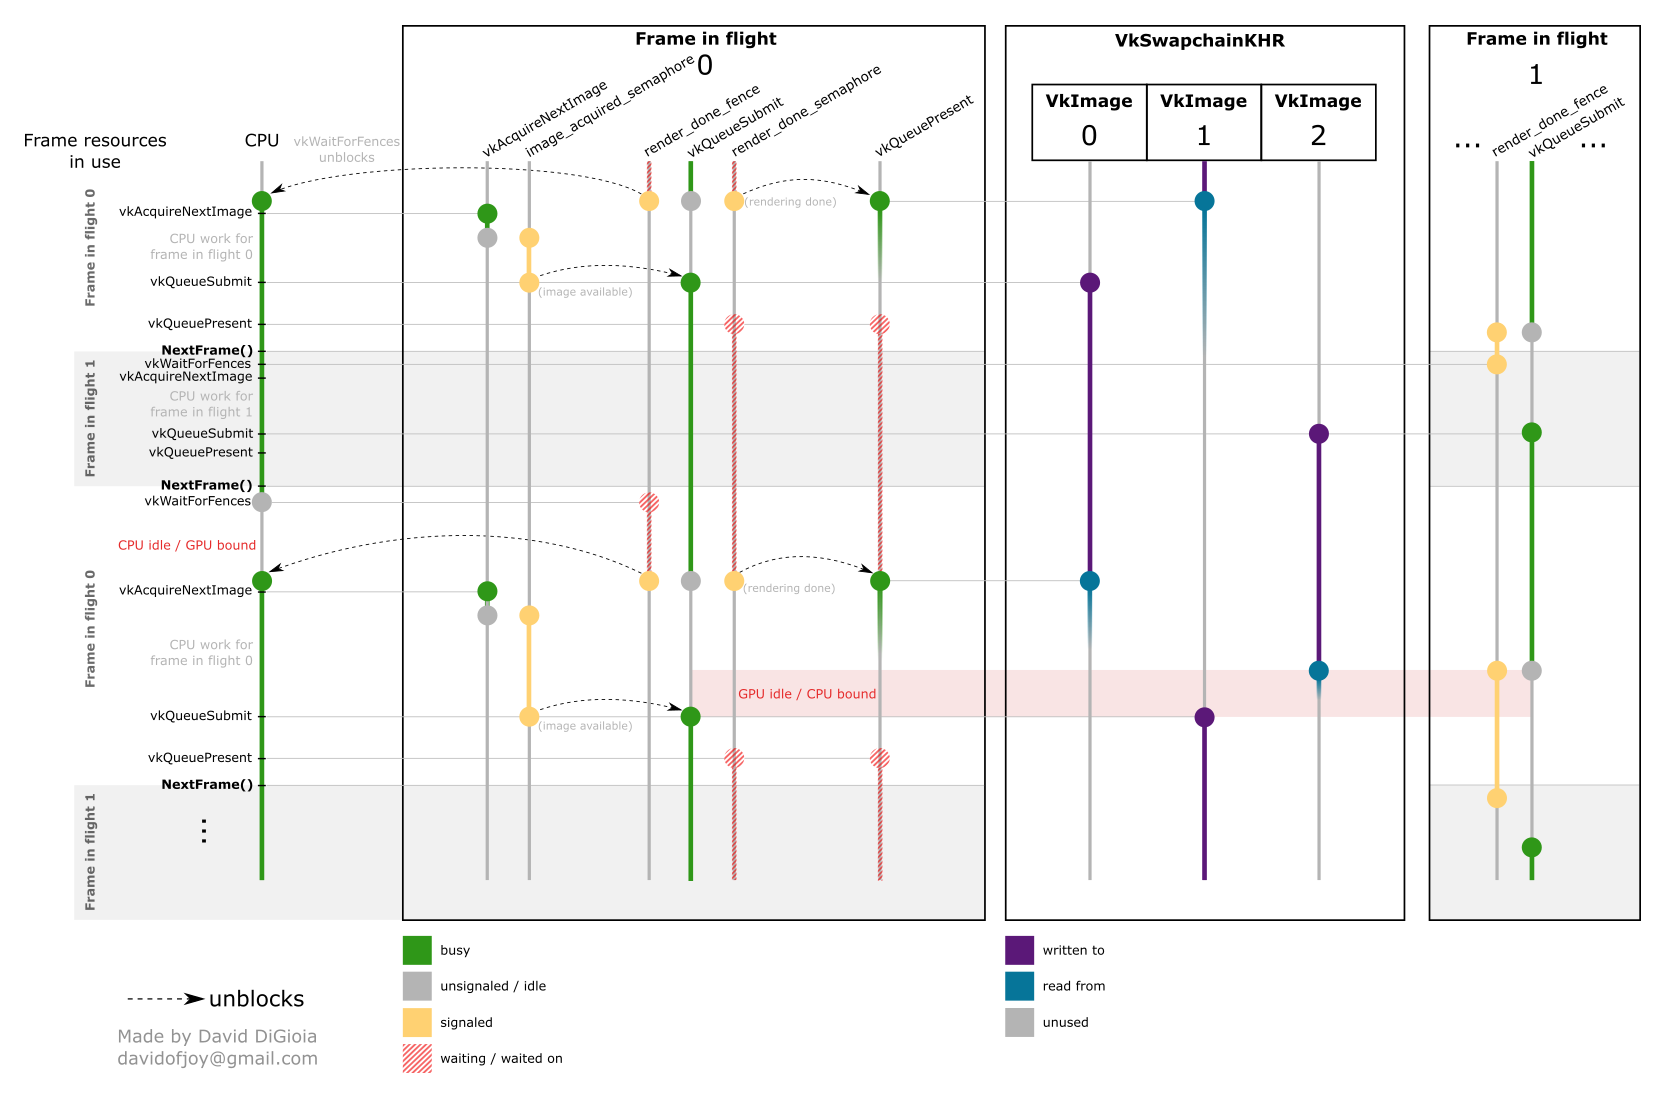 Frame in flight
0
VkSwapchainKHR
Frame in flight
1
VkImage
0
VkImage
1
VkImage
2
Frame resources
in use
CPU
vkWaitForFences
unblocks
vkAcquireNextImage
image_acquired_semaphore
render_done_fence
vkQueueSubmit
render_done_semaphore
vkQueuePresent
...
render_done_fence
vkQueueSubmit
...
Frame in flight 0
vkAcquireNextImage
(rendering done)
CPU work for
frame in flight 0
vkQueueSubmit
(image available)
vkQueuePresent
NextFrame()
Frame in flight 1
vkWaitForFences
vkAcquireNextImage
CPU work for
frame in flight 1
vkQueueSubmit
vkQueuePresent
NextFrame()
vkWaitForFences
CPU idle / GPU bound
Frame in flight 0
vkAcquireNextImage
(rendering done)
CPU work for
frame in flight 0
GPU idle / CPU bound
vkQueueSubmit
(image available)
vkQueuePresent
NextFrame()
Frame in flight 1
...
busy
unsignaled / idle
signaled
waiting / waited on
written to
read from
unused
unblocks
Made by David DiGioia
davidofjoy@gmail.com